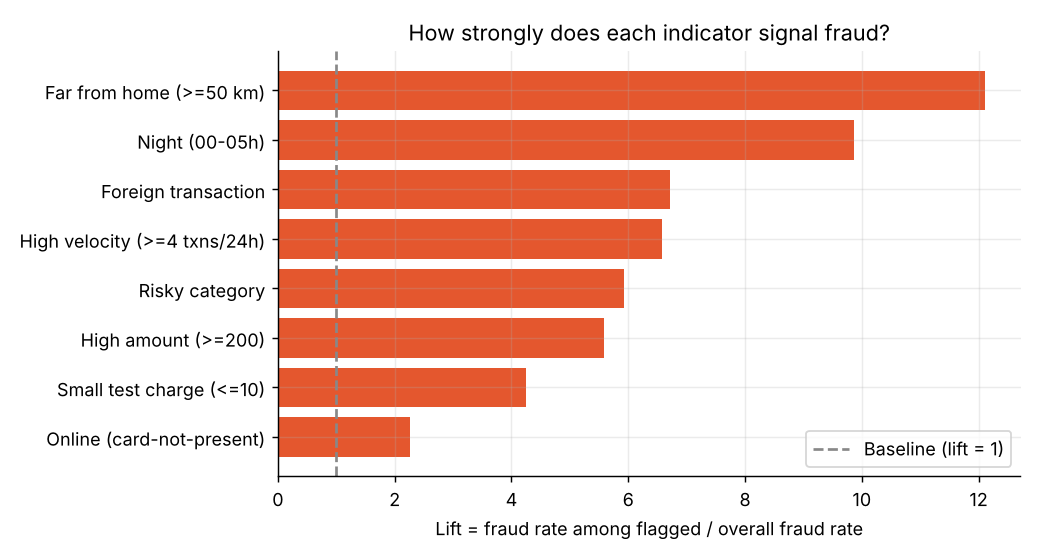 How strongly does each indicator signal fraud?
Far from home (>=50 km)
Night (00-05h)
Foreign transaction
High velocity (>=4 txns/24h)
Risky category
High amount (>=200)
Small test charge (<=10)
Online (card-not-present)
Baseline (lift = 1)
0 2 4 6 8 10 12
Lift = fraud rate among flagged / overall fraud rate